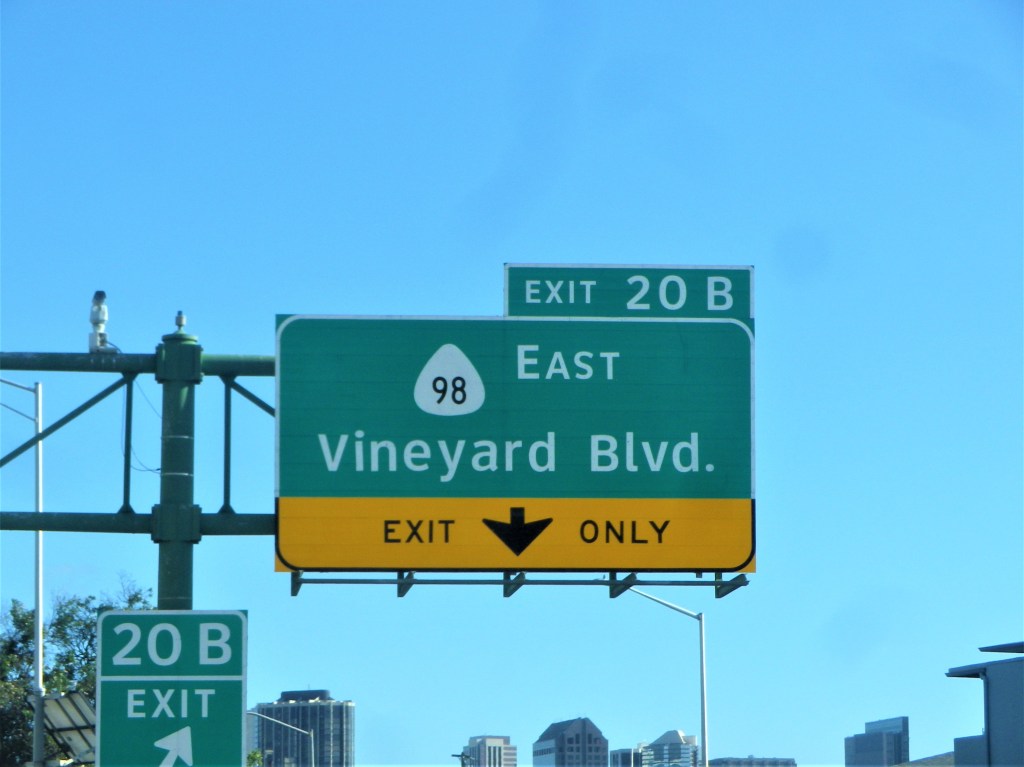 EXIT 20 B
98 EAST
Vineyard Blvd.
EXIT ONLY
20 B
EXIT